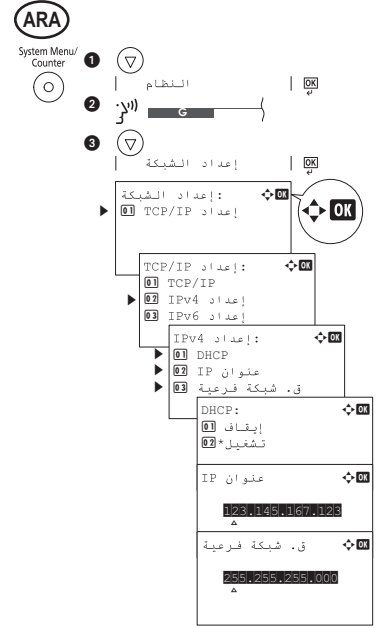 ARA
System Menu/
Counter
1
النظام
OK
2
G
3
إعداد الشبكة
OK
إعداد الشبكة:
OK
01 إعداد TCP/IP
OK
إعداد TCP/IP:
OK
01 TCP/IP
02 إعداد IPv4
03 إعداد IPv6
إعداد IPv4:
OK
01 DHCP
02 عنوان IP
03 ق. شبكة فرعية
DHCP:
OK
01 إيقاف
02 *تشغيل
عنوان IP
OK
123.145.167.123
ق. شبكة فرعية
OK
255.255.255.000